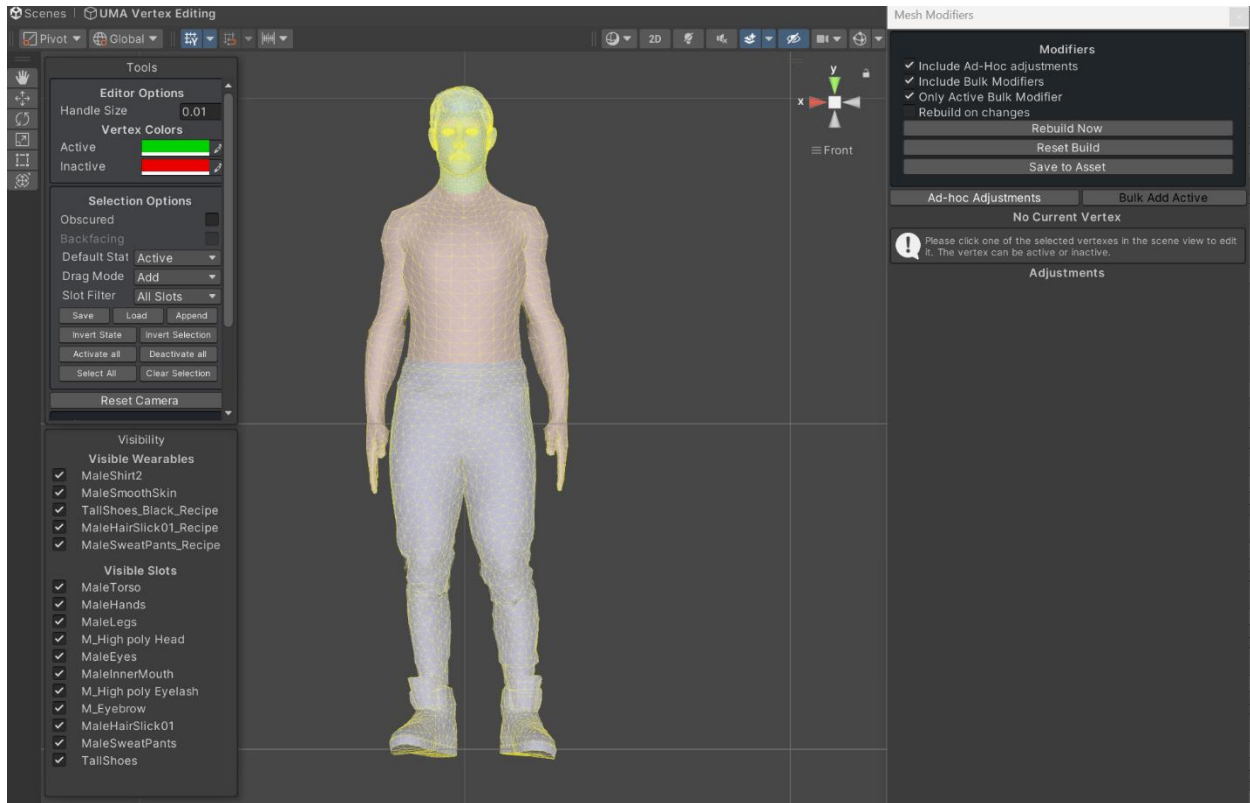 Scenes | UMA Vertex Editing
Mesh Modifiers
Pivot Global 2D
Tools
Editor Options
Handle Size 0.01
Vertex Colors
Active
Inactive
Selection Options
Obscured
Backfacing
Default Stat Active
Drag Mode Add
Slot Filter All Slots
Save Load Append
Invert State Invert Selection
Activate all Deactivate all
Select All Clear Selection
Reset Camera
Visibility
Visible Wearables
MaleShirt2
MaleSmoothSkin
TallShoes_Black_Recipe
MaleHairSlick01_Recipe
MaleSweatPants_Recipe
Visible Slots
MaleTorso
MaleHands
MaleLegs
M_High poly Head
MaleEyes
MaleInnerMouth
M_High poly Eyelash
M_Eyebrow
MaleHairSlick01
MaleSweatPants
TallShoes
y
x
Front
Modifiers
Include Ad-Hoc adjustments
Include Bulk Modifiers
Only Active Bulk Modifier
Rebuild on changes
Rebuild Now
Reset Build
Save to Asset
Ad-hoc Adjustments Bulk Add Active
No Current Vertex
Please click one of the selected vertexes in the scene view to edit
it. The vertex can be active or inactive.
Adjustments